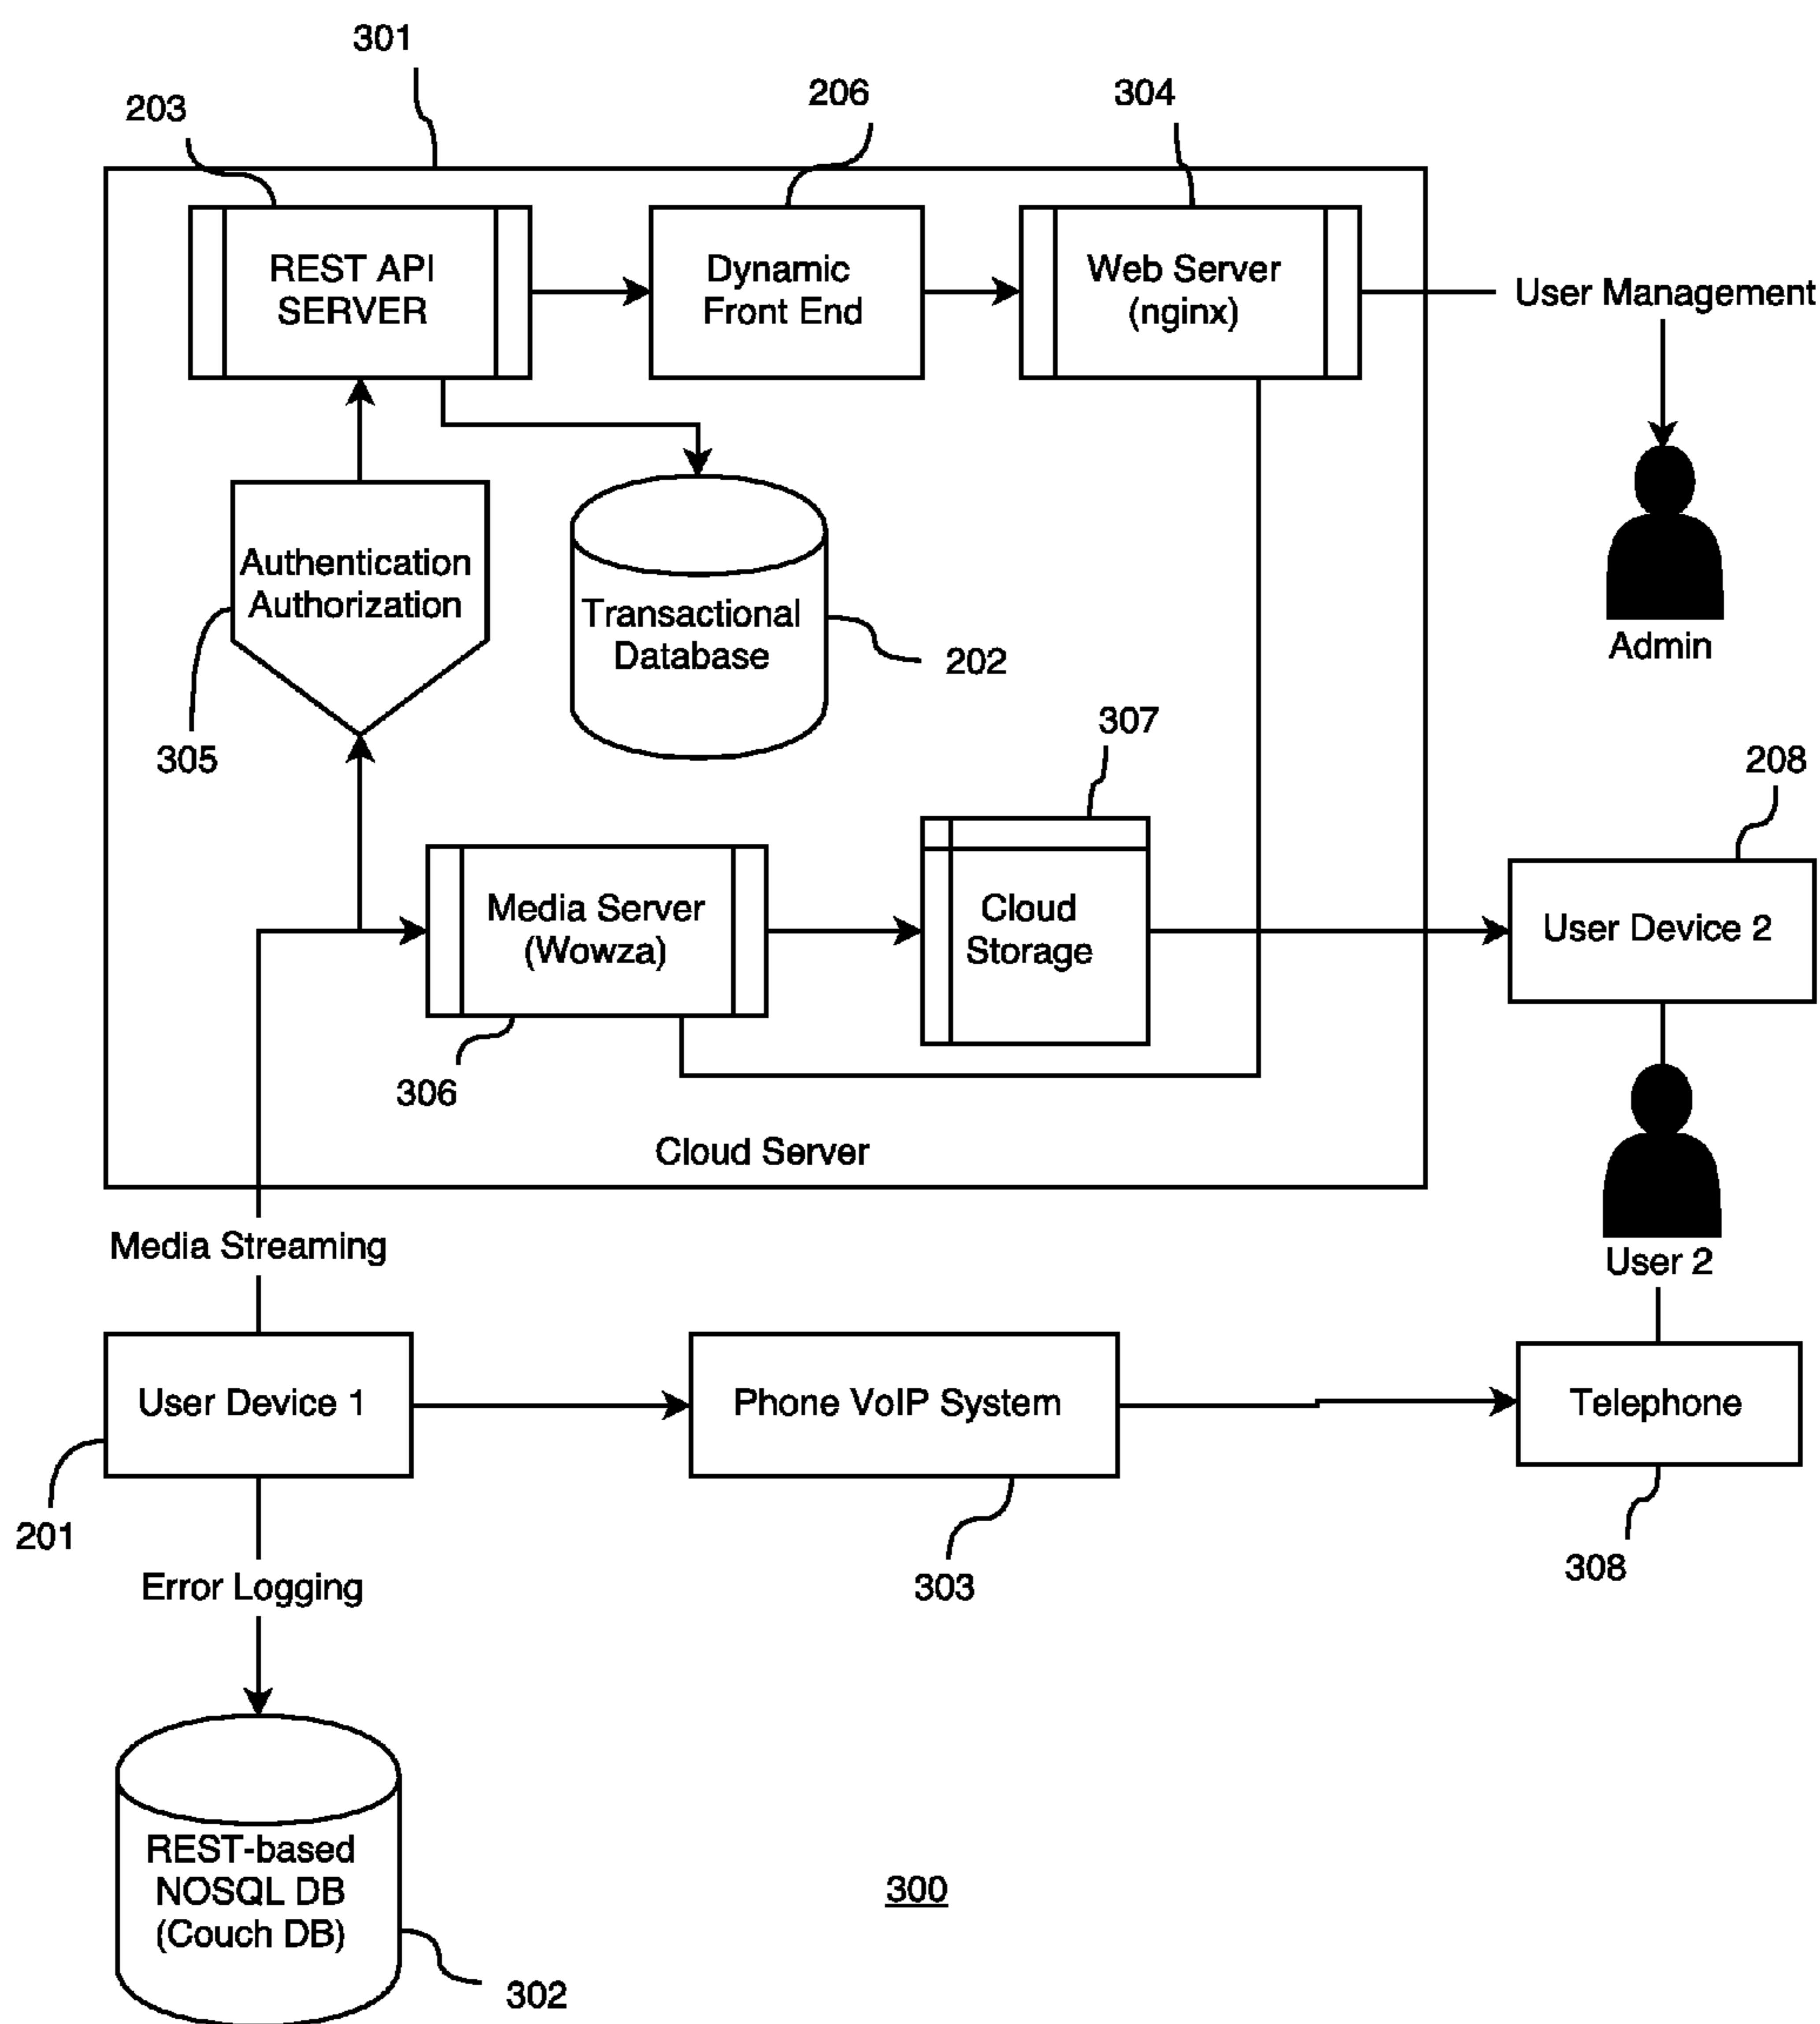 301
203
206
304
REST API
SERVER
Dynamic
Front End
Web Server
(nginx)
User Management
Authentication
Authorization
305
Transactional
Database
202
Admin
307
208
Media Server
(Wowza)
306
Cloud
Storage
User Device 2
Cloud Server
Media Streaming
User 2
User Device 1
Phone VoIP System
Telephone
201
303
308
Error Logging
REST-based
NOSQL DB
(Couch DB)
300
302